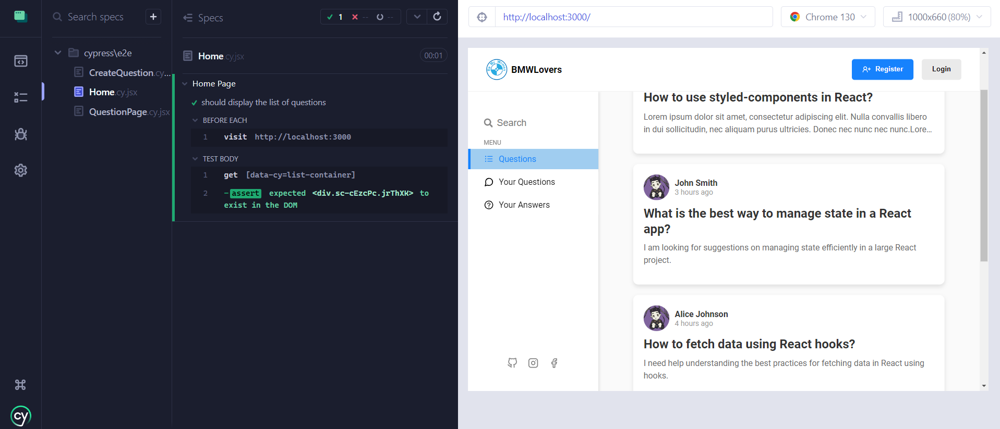 Search specs
+
cypress\e2e
CreateQuestion.cy...
Home.cy.jsx
QuestionPage.cy.jsx
cy
Specs
1 -- --
Home.cy.jsx
00:01
Home Page
should display the list of questions
BEFORE EACH
1 visit http://localhost:3000
TEST BODY
1 get [data-cy=list-container]
2 -assert expected <div.sc-cEzcPc.jrThXK> to
exist in the DOM
http://localhost:3000/
Chrome 130
1000x660 (80%)
BMWLovers
Register
Login
Search
MENU
Questions
Your Questions
Your Answers
How to use styled-components in React?
Lorem ipsum dolor sit amet, consectetur adipiscing elit. Nulla convallis libero
in dui sollicitudin, nec aliquam purus ultricies. Donec nec nunc nec nunc.Lore...
John Smith
3 hours ago
What is the best way to manage state in a React
app?
I am looking for suggestions on managing state efficiently in a large React
project.
Alice Johnson
4 hours ago
How to fetch data using React hooks?
I need help understanding the best practices for fetching data in React using
hooks.